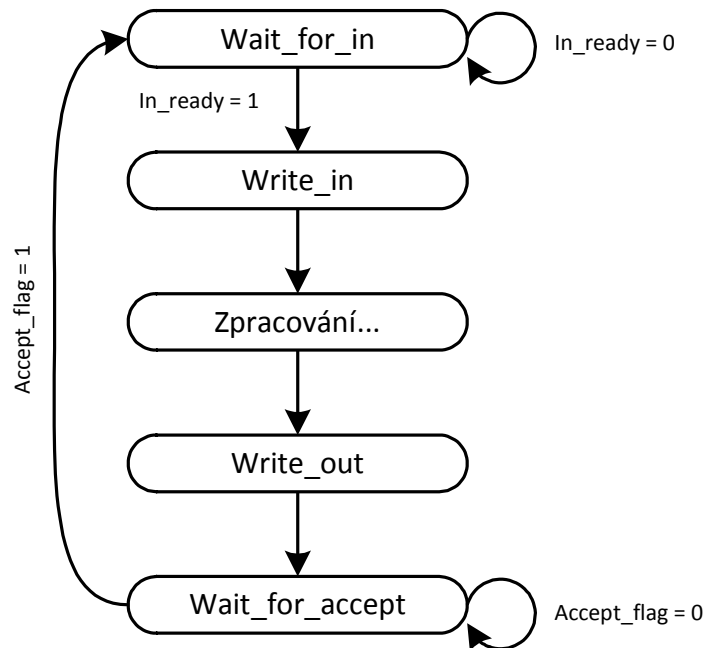 Wait_for_in
In_ready = 0
In_ready = 1
Write_in
Accept_flag = 1
Zpracování...
Write_out
Wait_for_accept
Accept_flag = 0